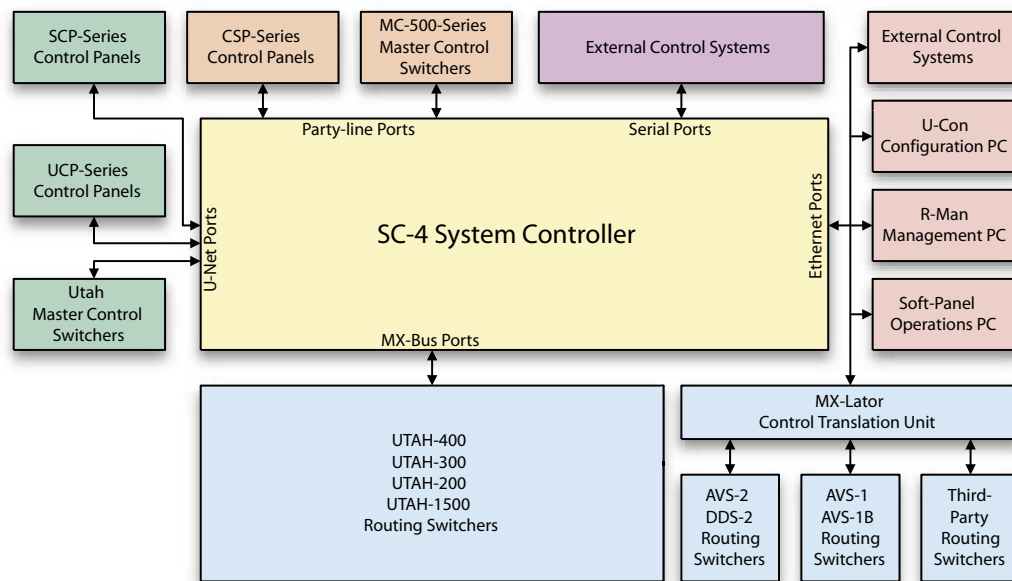 SCP-Series
Control Panels
CSP-Series
Control Panels
MC-500-Series
Master Control
Switchers
External Control Systems
External Control
Systems
Party-line Ports
Serial Ports
U-Con
Configuration PC
UCP-Series
Control Panels
U-Net Ports
SC-4 System Controller
Ethernet Ports
R-Man
Management PC
Utah
Master Control
Switchers
Soft-Panel
Operations PC
MX-Bus Ports
MX-Lator
Control Translation Unit
UTAH-400
UTAH-300
UTAH-200
UTAH-1500
Routing Switchers
AVS-2
DDS-2
Routing
Switchers
AVS-1
AVS-1B
Routing
Switchers
Third-
Party
Routing
Switchers